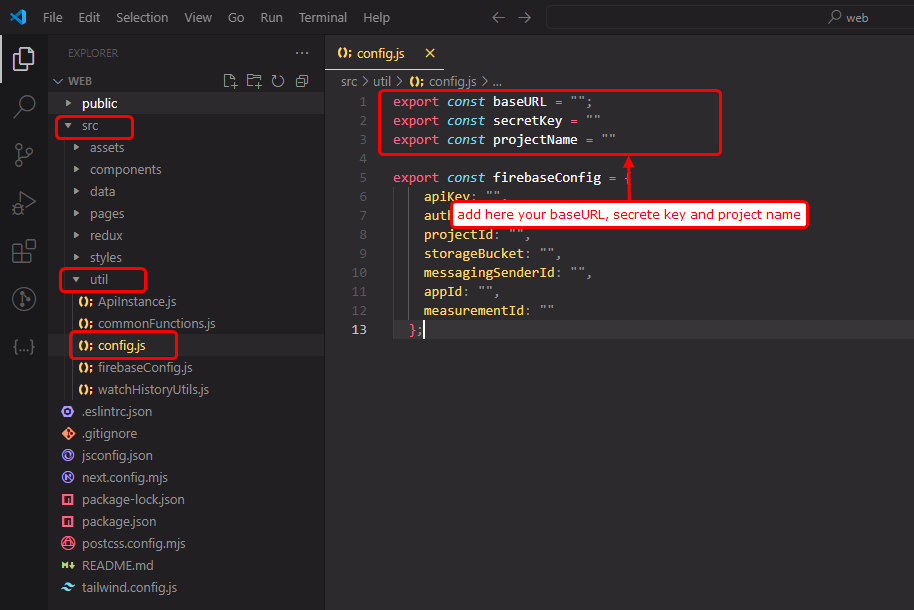 File Edit Selection View Go Run Terminal Help
web
EXPLORER
WEB
public
src
assets
components
data
pages
redux
styles
util
ApiInstance.js
commonFunctions.js
config.js
firebaseConfig.js
watchHistoryUtils.js
.eslintrc.json
.gitignore
jsconfig.json
next.config.mjs
package-lock.json
package.json
postcss.config.mjs
README.md
tailwind.config.js
config.js
src > util > config.js > ...
1 export const baseURL = "";
2 export const secretKey = ""
3 export const projectName = ""
4
5 export const firebaseConfig = {
6 apiKey: "",
7 aut
add here your baseURL, secrete key and project name
8 projectId: "",
9 storageBucket: "",
10 messagingSenderId: "",
11 appId: "",
12 measurementId: ""
13 };